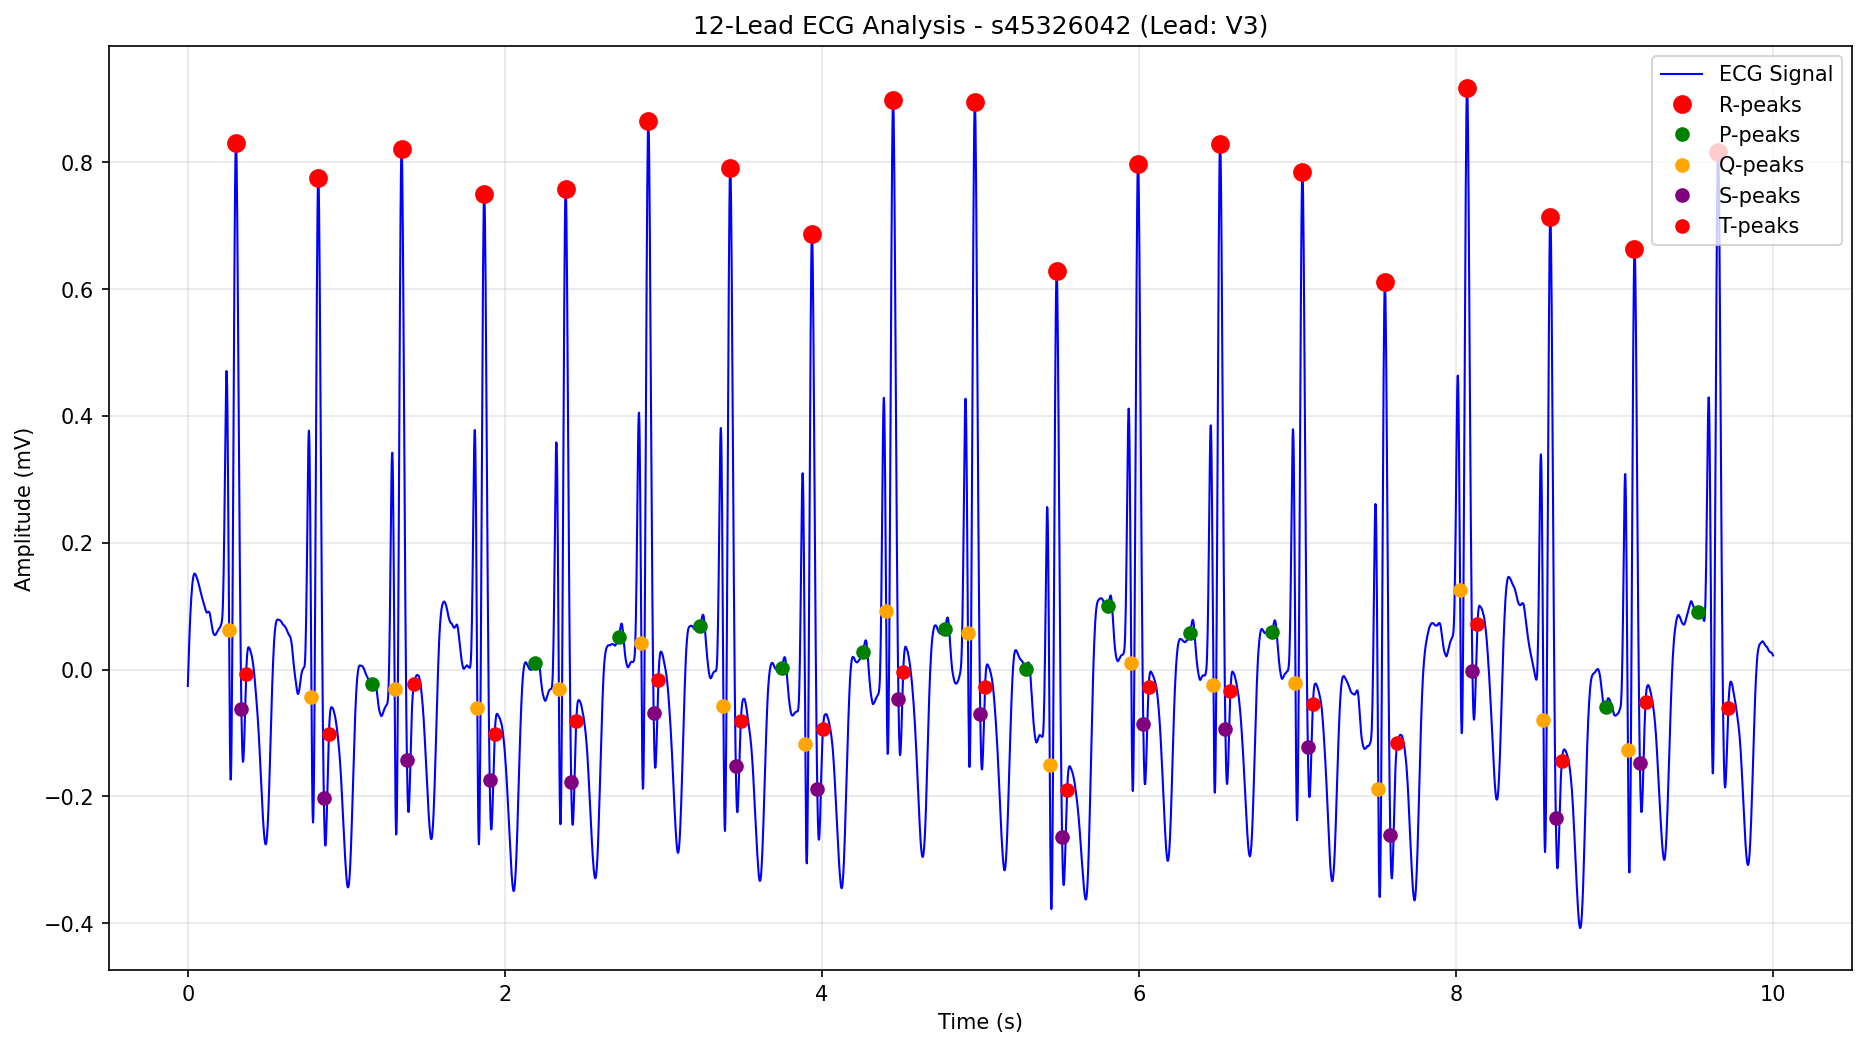 12-Lead ECG Analysis - s45326042 (Lead: V3)
ECG Signal
R-peaks
P-peaks
Q-peaks
S-peaks
T-peaks
Amplitude (mV)
0.8
0.6
0.4
0.2
0.0
−0.2
−0.4
0 2 4 6 8 10
Time (s)